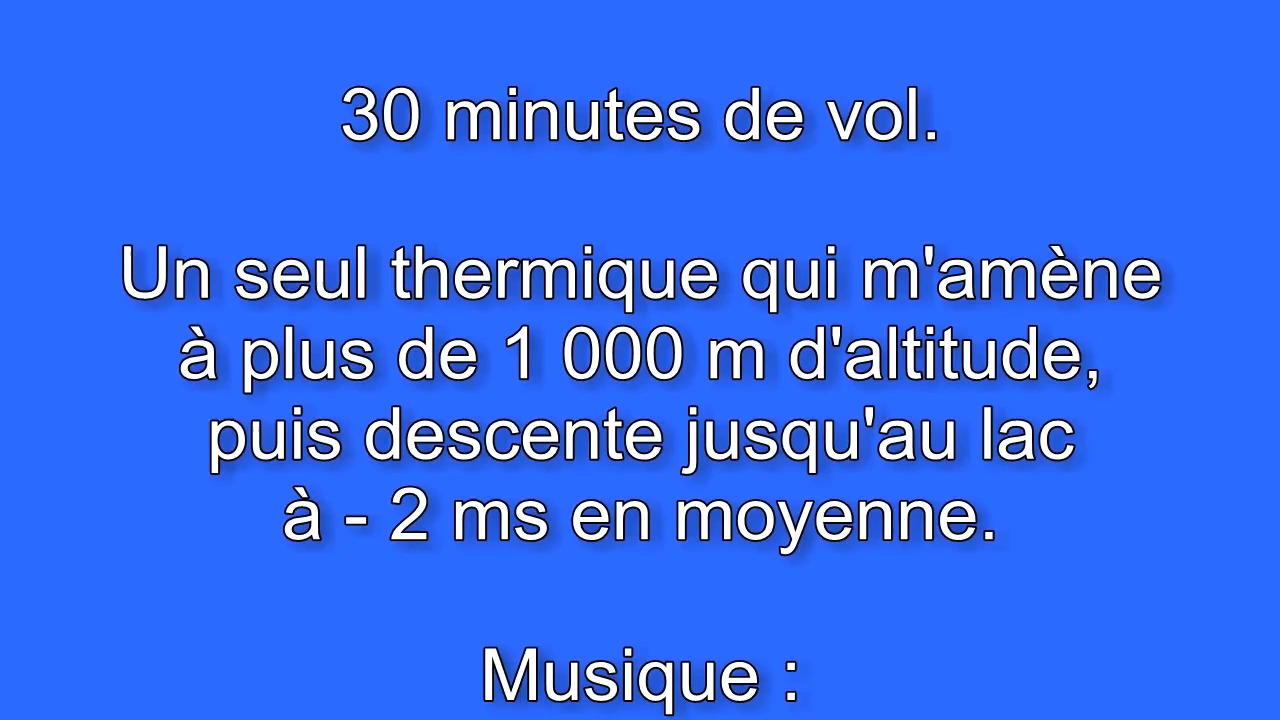 30 minutes de vol.
Un seul thermique qui m'amène
à plus de 1 000 m d'altitude,
puis descente jusqu'au lac
à - 2 ms en moyenne.
Musique :